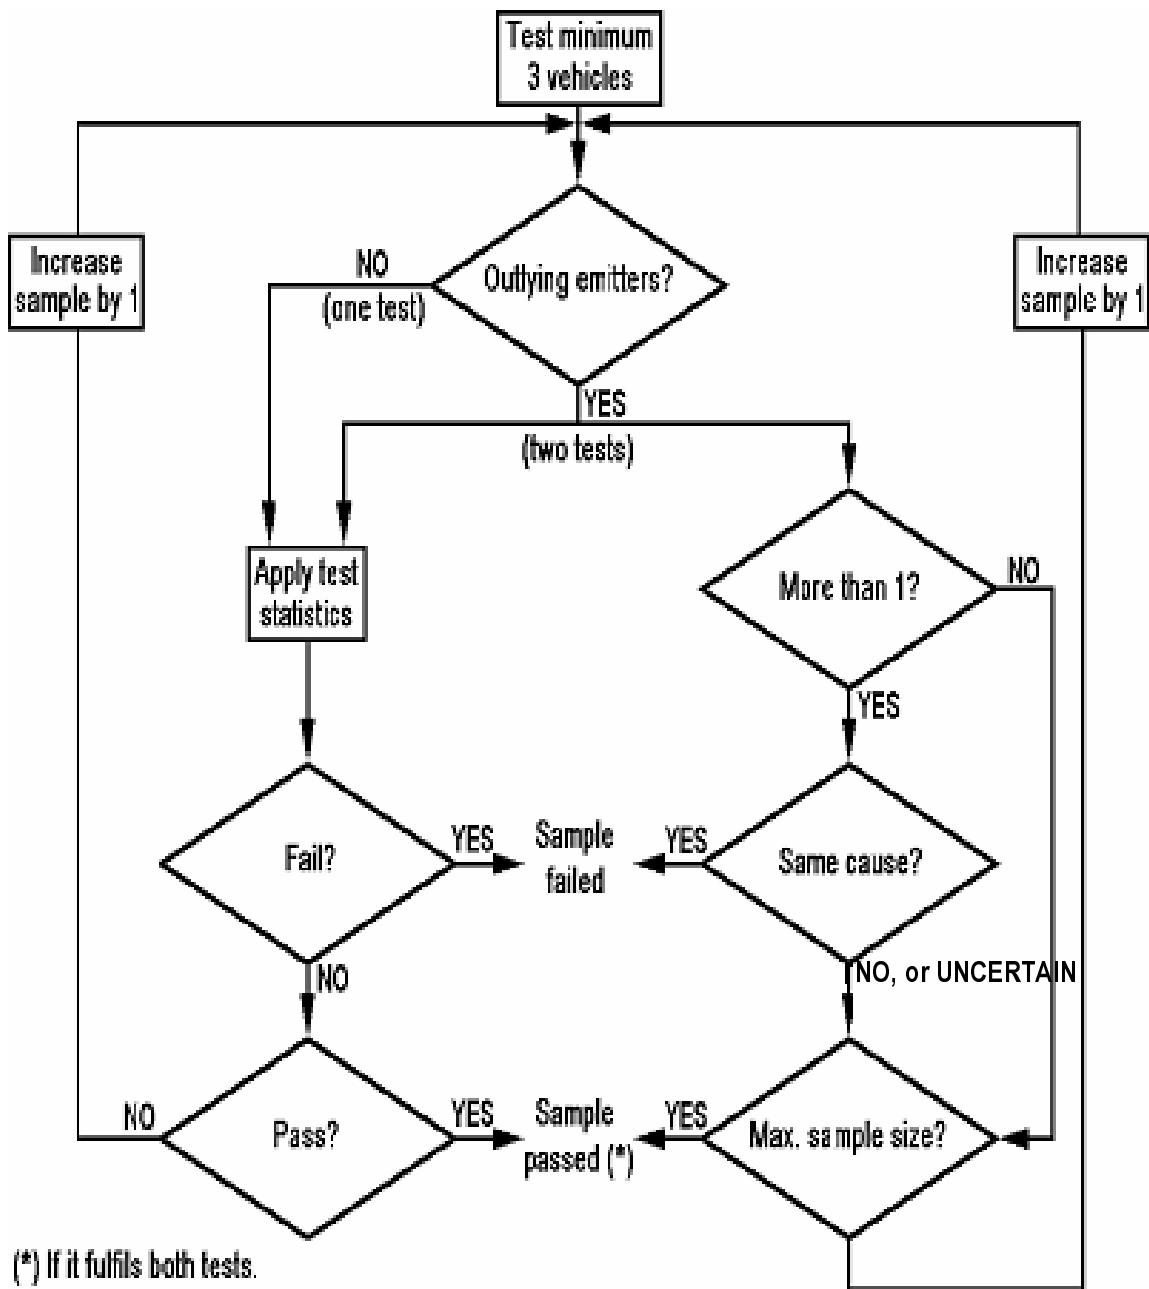 Test minimum
3 vehicles
Increase
sample by 1
NO
(one test)
Outlying emitters?
Increase
sample by 1
YES
(two tests)
Apply test
statistics
More than 1?
NO
YES
Fail?
YES
Sample
failed
YES
Same cause?
NO
NO, or UNCERTAIN
NO
Pass?
YES
Sample
passed (*)
YES
Max. sample size?
(*) If it fulfils both tests.